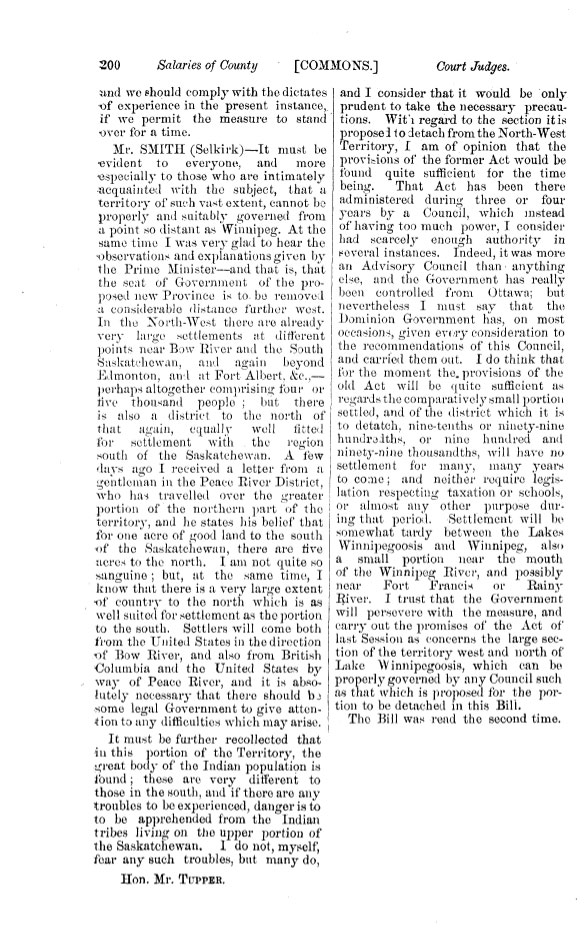 200 Salaries of County [COMMONS.] Court Judges.
and we should comply with the dictates
of experience in the present instance,
if we permit the measure to stand
over for a time.
Mr. SMITH (Selkirk)—It must be
evident to everyone, and more
especially to those who are intimately
acquainted with the subject, that a
territory of such vast extent, cannot be
properly and suitably governed from
a point so distant as Winnipeg. At the
same time I was very glad to hear the
observations and explanations given by
the Prime Minister—and that is, that
the seat of Government of the pro-
posed new Province is to be removed
a considerable distance further west.
In the North-West there are already
very large settlements at different
points near Bow River and the South
Saskatchewan, and again beyond
Edmonton, and at Fort Albert, &c.,—
perhaps altogether comprising four or
five thousand people ; but there
is also a district to the north of
that again, equally well fitted
for settlement with the region
south of the Saskatchewan. A few
days ago I received a letter from a
gentleman in the Peace River District,
who has travelled over the greater
portion of the northern part of the
territory, and he states his belief that
for one acre of good land to the south
of the Saskatchewan, there are five
acres to the north. I am not quite so
sanguine ; but, at the same time, I
know that there is a very large extent
of country to the north which is as
well suited for settlement as the portion
to the south. Settlers will come both
from the United States in the direction
of Bow River, and also from British
Columbia and the United States by
way of Peace River, and it is abso-
lutely necessary that there should be
some legal Government to give atten-
tion to any difficulties which may arise.
It must be further recollected that
in this portion of the Territory, the
great body of the Indian population is
found ; these are very different to
those in the south, and if there are any
troubles to be experienced, danger is to
to be apprehended from the Indian
tribes living on the upper portion of
the Saskatchewan. I do not, myself,
fear any such troubles, but many do,
Hon. Mr. TUPPER.
and I consider that it would be only
prudent to take the necessary precau-
tions. With regard to the section it is
proposed to detach from the North-West
Territory, I am of opinion that the
provisions of the former Act would be
found quite sufficient for the time
being. That Act has been there
administered during three or four
years by a Council, which instead
of having too much power, I consider
had scarcely enough authority in
several instances. Indeed, it was more
an Advisory Council than anything
else, and the Government has really
been controlled from Ottawa; but
nevertheless I must say that the
Dominion Government has, on most
occasions, given every consideration to
the recommendations of this Council,
and carried them out. I do think that
for the moment the provisions of the
old Act will be quite sufficient as
regards the comparatively small portion
settled, and of the district which it is
to detatch, nine-tenths or ninety-nine
hundredths, or nine hundred and
ninety-nine thousandths, will have no
settlement for many, many years
to come; and neither require legis-
lation respecting taxation or schools,
or almost any other purpose dur-
ing that period. Settlement will be
somewhat tardy between the Lakes
Winnipegoosis and Winnipeg, also
a small portion near the mouth
of the Winnipeg River, and possibly
near Fort Francis or Rainy
River. I trust that the Government
will persevere with the measure, and
carry out the promises of the Act of
last Session as concerns the large sec-
tion of the territory west and north of
Lake Winnipegoosis, which can be
properly governed by any Council such
as that which is proposed for the por-
tion to be detached in this Bill.
The Bill was read the second time.